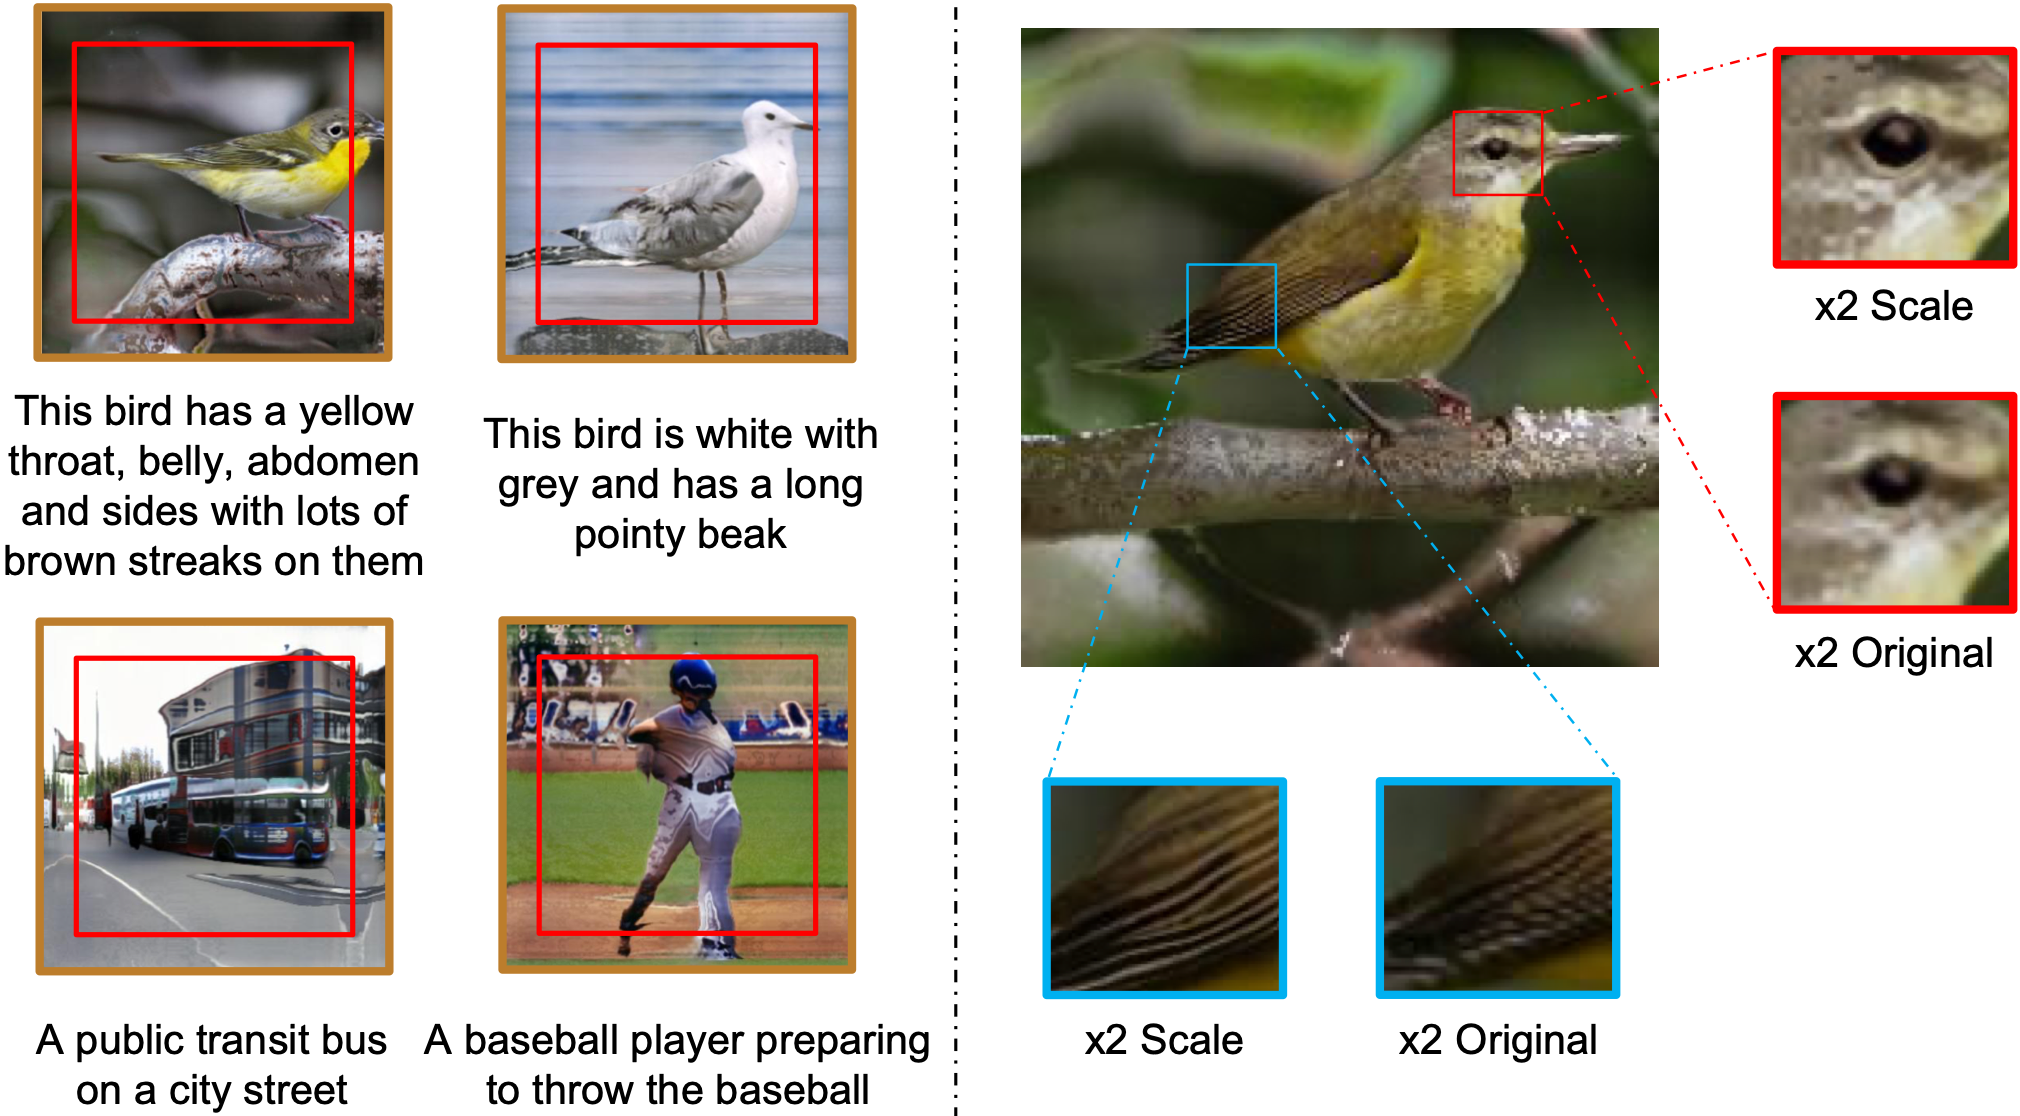 This bird has a yellow
throat, belly, abdomen
and sides with lots of
brown streaks on them
This bird is white with
grey and has a long
pointy beak
A public transit bus
on a city street
A baseball player preparing
to throw the baseball
x2 Scale
x2 Original
x2 Scale
x2 Original